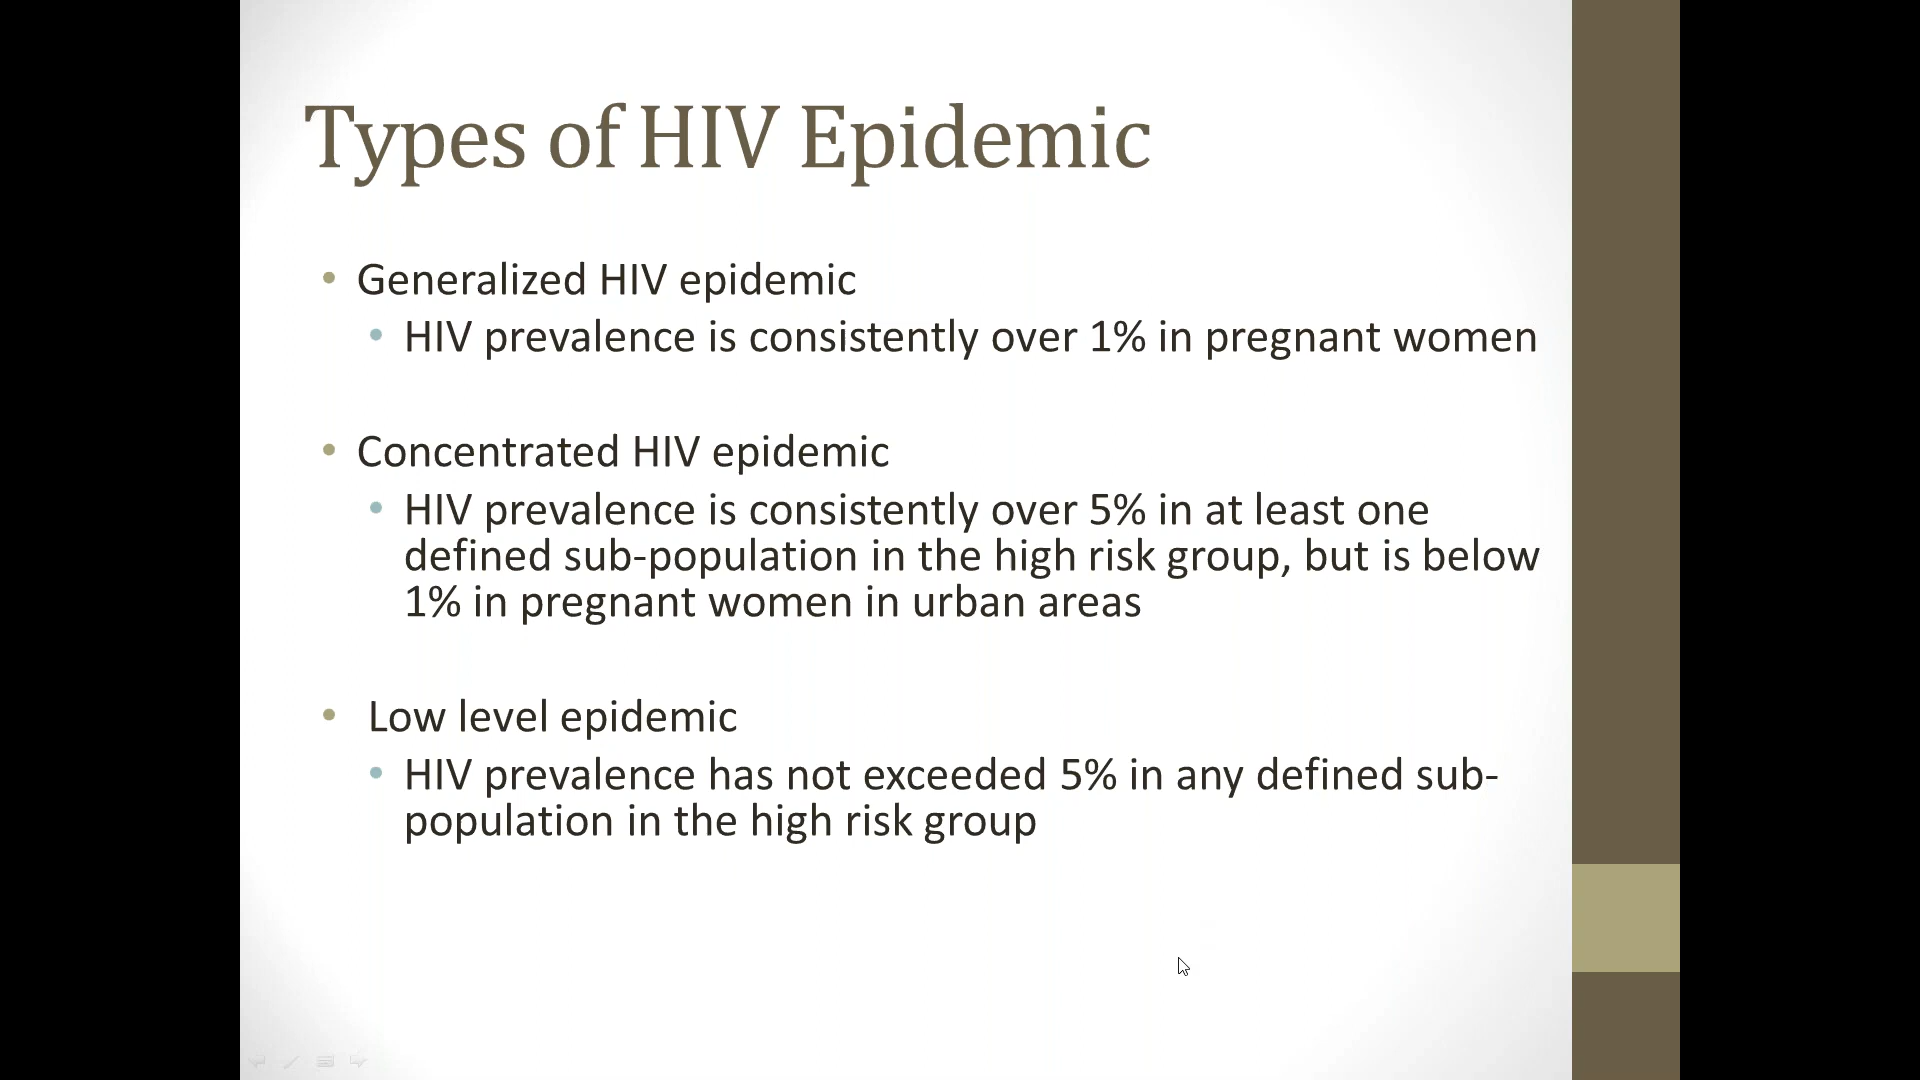 Types of HIV Epidemic
• Generalized HIV epidemic
• HIV prevalence is consistently over 1% in pregnant women
• Concentrated HIV epidemic
• HIV prevalence is consistently over 5% in at least one
defined sub-population in the high risk group, but is below
1% in pregnant women in urban areas
• Low level epidemic
• HIV prevalence has not exceeded 5% in any defined sub-
population in the high risk group